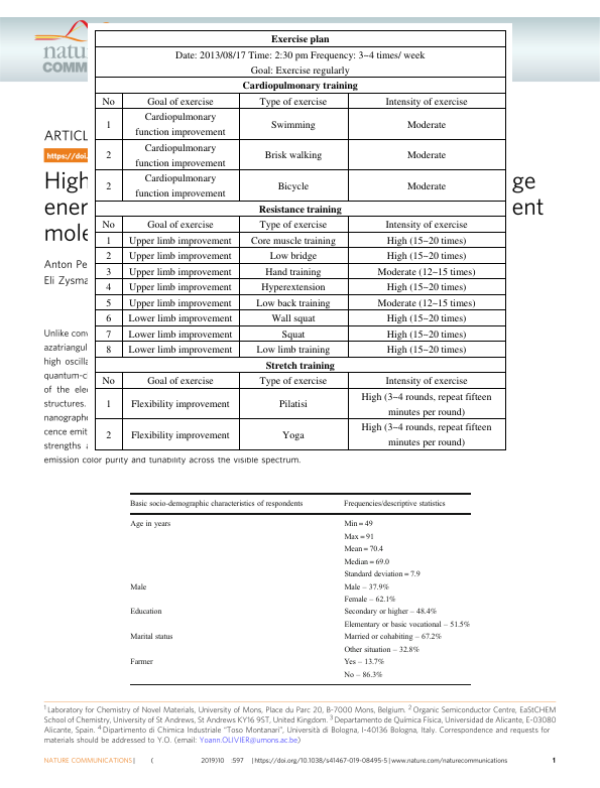 natu
COMM
Exercise plan
Date: 2013/08/17 Time: 2:30 pm Frequency: 3~4 times/ week
Goal: Exercise regularly
Cardiopulmonary training
No Goal of exercise Type of exercise Intensity of exercise
1 Cardiopulmonary function improvement Swimming Moderate
2 Cardiopulmonary function improvement Brisk walking Moderate
2 Cardiopulmonary function improvement Bicycle Moderate
Resistance training
No Goal of exercise Type of exercise Intensity of exercise
1 Upper limb improvement Core muscle training High (15~20 times)
2 Upper limb improvement Low bridge High (15~20 times)
3 Upper limb improvement Hand training Moderate (12~15 times)
4 Upper limb improvement Hyperextension High (15~20 times)
5 Upper limb improvement Low back training Moderate (12~15 times)
6 Lower limb improvement Wall squat High (15~20 times)
7 Lower limb improvement Squat High (15~20 times)
8 Lower limb improvement Low limb training High (15~20 times)
Stretch training
No Goal of exercise Type of exercise Intensity of exercise
1 Flexibility improvement Pilatisi High (3~4 rounds, repeat fifteen minutes per round)
2 Flexibility improvement Yoga High (3~4 rounds, repeat fifteen minutes per round)
ARTICL
https://doi.
High ge
ener ent
mole
Anton Pe
Eli Zysma
Unlike con
azatriangul
high oscilla
quantum-c
of the elec
structures.
nanographe
cence emit
strengths
emission color purity and tunability across the visible spectrum.
Basic socio-demographic characteristics of respondents Frequencies/descriptive statistics
Age in years Min = 49
Max = 91
Mean = 70.4
Median = 69.0
Standard deviation = 7.9
Male Male – 37.9%
Female – 62.1%
Education Secondary or higher – 48.4%
Elementary or basic vocational – 51.5%
Marital status Married or cohabiting – 67.2%
Other situation – 32.8%
Farmer Yes – 13.7%
No – 86.3%
1 Laboratory for Chemistry of Novel Materials, University of Mons, Place du Parc 20, B-7000 Mons, Belgium. 2 Organic Semiconductor Centre, EaStCHEM
School of Chemistry, University of St Andrews, St Andrews KY16 9ST, United Kingdom. 3 Departamento de Química Física, Universidad de Alicante, E-03080
Alicante, Spain. 4 Dipartimento di Chimica Industriale "Toso Montanari", Università di Bologna, I-40136 Bologna, Italy. Correspondence and requests for
materials should be addressed to Y.O. (email: Yoann.OLIVIER@umons.ac.be)
NATURE COMMUNICATIONS | ( 2019)10 :597 | https://doi.org/10.1038/s41467-019-08495-5 | www.nature.com/naturecommunications 1